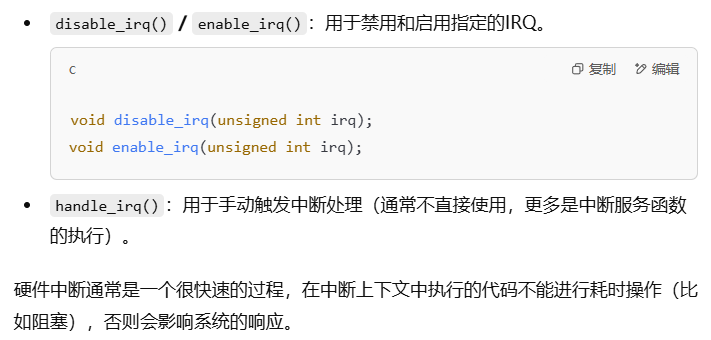 • disable_irq() / enable_irq()：用于禁用和启用指定的IRQ。
c 复制 编辑
void disable_irq(unsigned int irq);
void enable_irq(unsigned int irq);
• handle_irq()：用于手动触发中断处理（通常不直接使用，更多是中断服务函数
的执行）。
硬件中断通常是一个很快速的过程，在中断上下文中执行的代码不能进行耗时操作（比
如阻塞），否则会影响系统的响应。